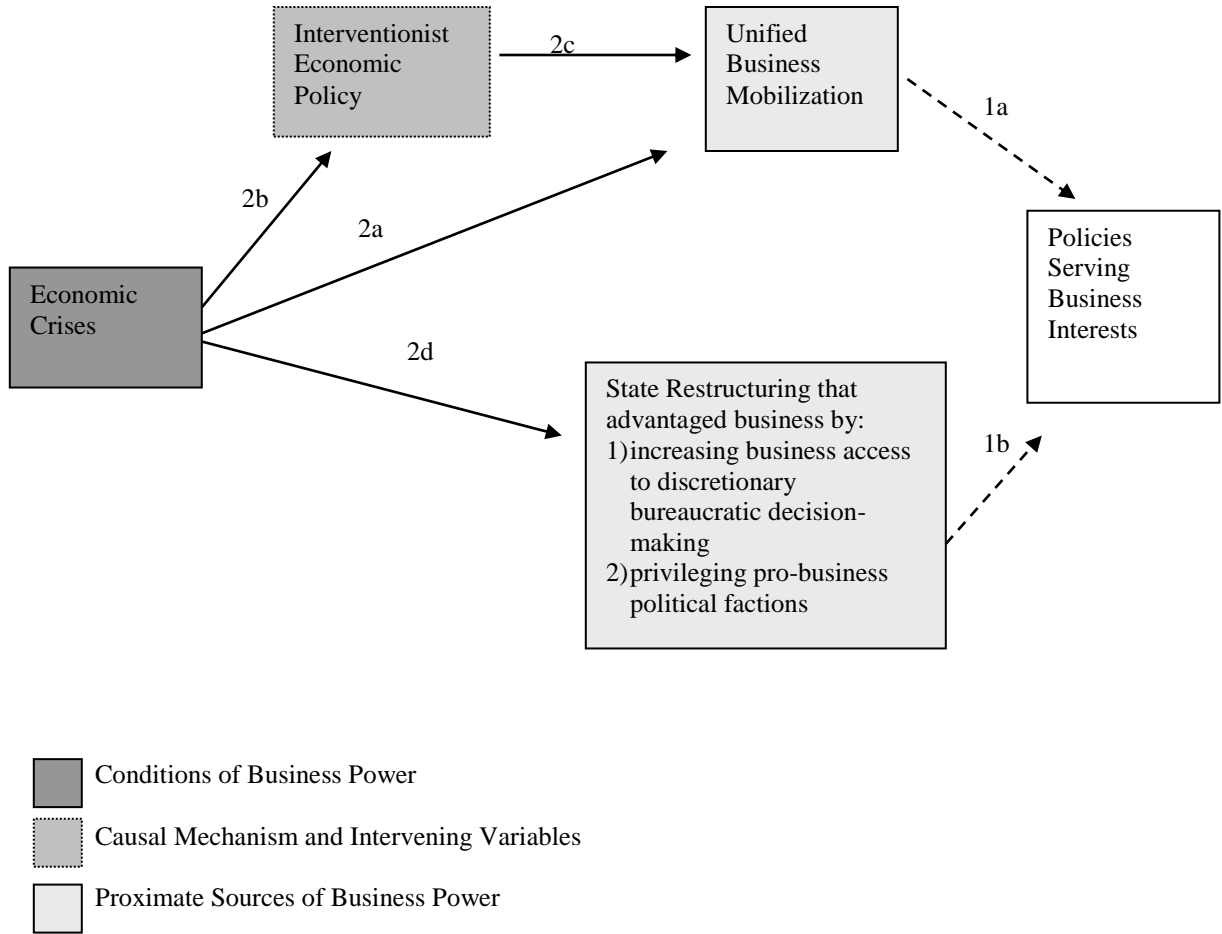 Interventionist
Economic
Policy
2c
Unified
Business
Mobilization
1a
2b
2a
Policies
Serving
Business
Interests
Economic
Crises
2d
State Restructuring that
advantaged business by:
1)increasing business access
to discretionary
bureaucratic decision-
making
2)privileging pro-business
political factions
1b
Conditions of Business Power
Causal Mechanism and Intervening Variables
Proximate Sources of Business Power